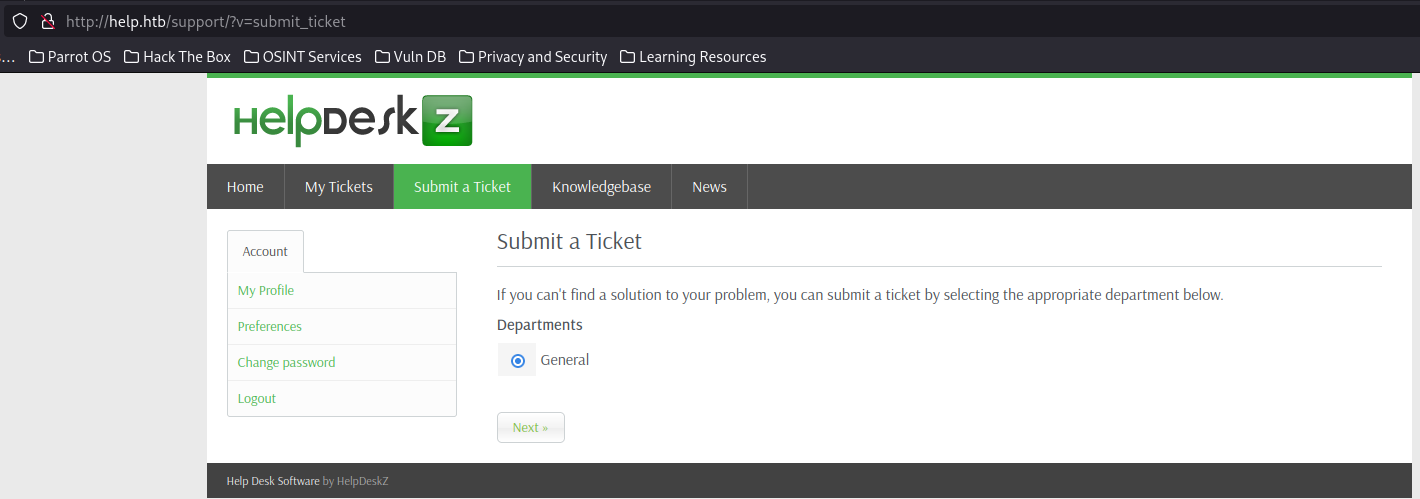 http://help.htb/support/?v=submit_ticket
s... Parrot OS Hack The Box OSINT Services Vuln DB Privacy and Security Learning Resources
HelpDesk Z
Home My Tickets Submit a Ticket Knowledgebase News
Account
My Profile
Preferences
Change password
Logout
Submit a Ticket
If you can't find a solution to your problem, you can submit a ticket by selecting the appropriate department below.
Departments
General
Next »
Help Desk Software by HelpDeskZ